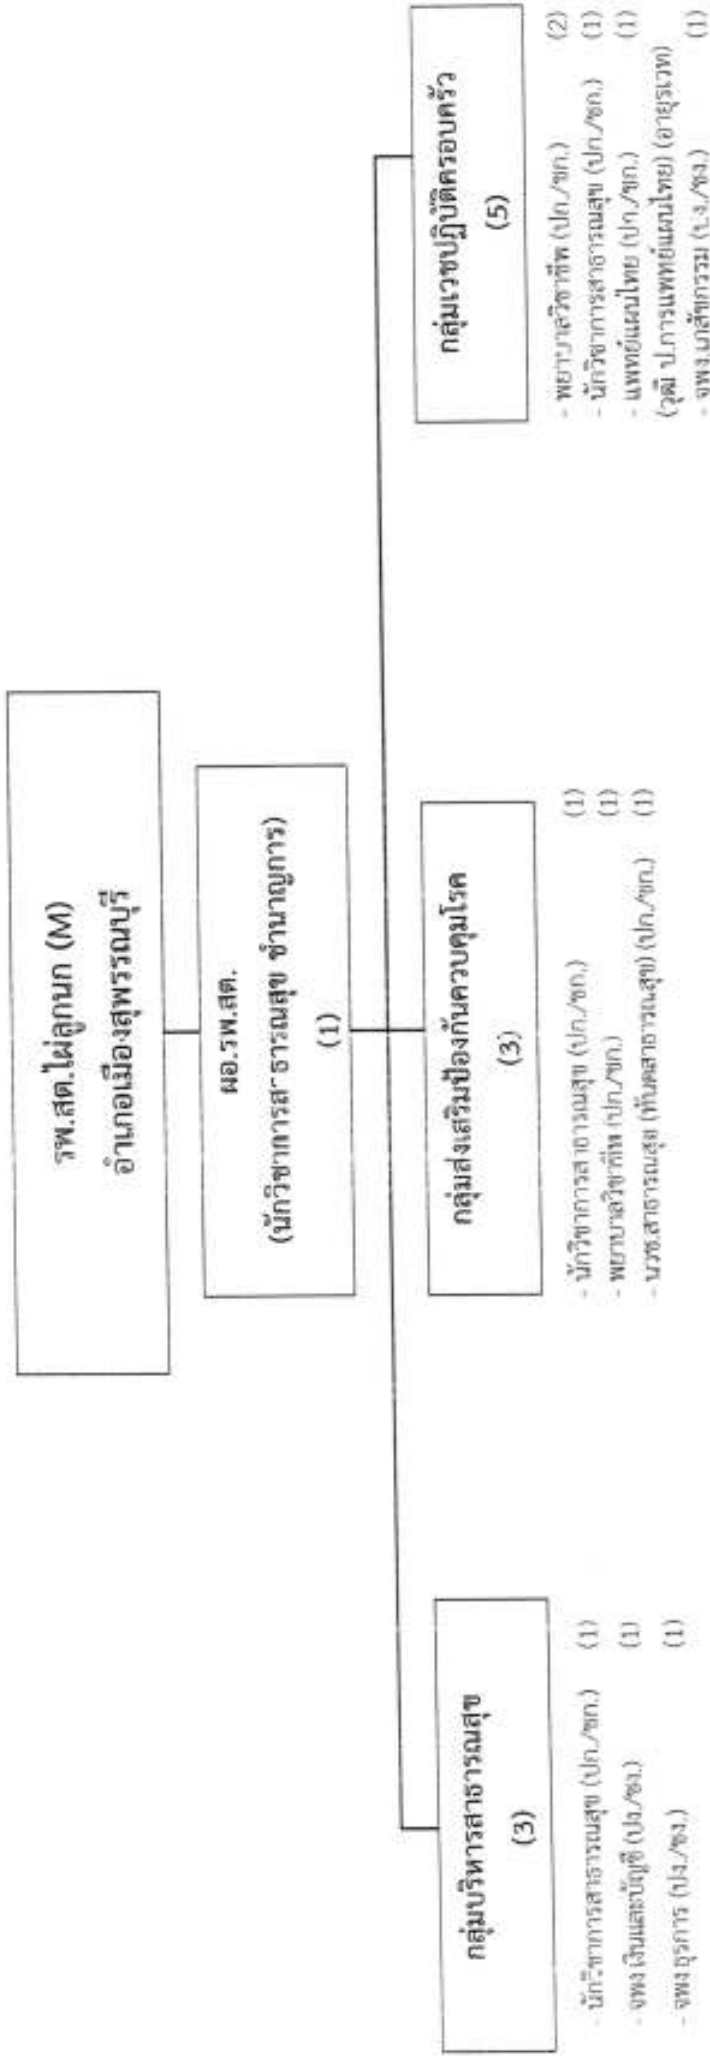 รพ.สต.ไผ่ลูกนก (M)
อำเภอเมืองสุพรรณบุรี
ผอ.รพ.สต.
(นักวิชาการสาธารณสุข ชำนาญการ)
(1)
กลุ่มบริหารสาธารณสุข
(3)
- นักวิชาการสาธารณสุข (ปก./ชก.) (1)
- จพง.เงินและบัญชี (ปง./ชง.) (1)
- จพง.ธุรการ (ปง./ชง.) (1)
กลุ่มส่งเสริมป้องกันควบคุมโรค
(3)
- นักวิชาการสาธารณสุข (ปก./ชก.) (1)
- พยาบาลวิชาชีพ (ปก./ชก.) (1)
- นวช.สาธารณสุข (ทันตสาธารณสุข) (ปก./ชก.) (1)
กลุ่มเวชปฏิบัติครอบครัว
(5)
- พยาบาลวิชาชีพ (ปก./ชก.) (2)
- นักวิชาการสาธารณสุข (ปก./ชก.) (1)
- แพทย์แผนไทย (ปก./ชก.) (1)
(วุฒิ ป.การแพทย์แผนไทย) (อายุรเวท)
- จพง.เภสัชกรรม (ปง./ชง.) (1)